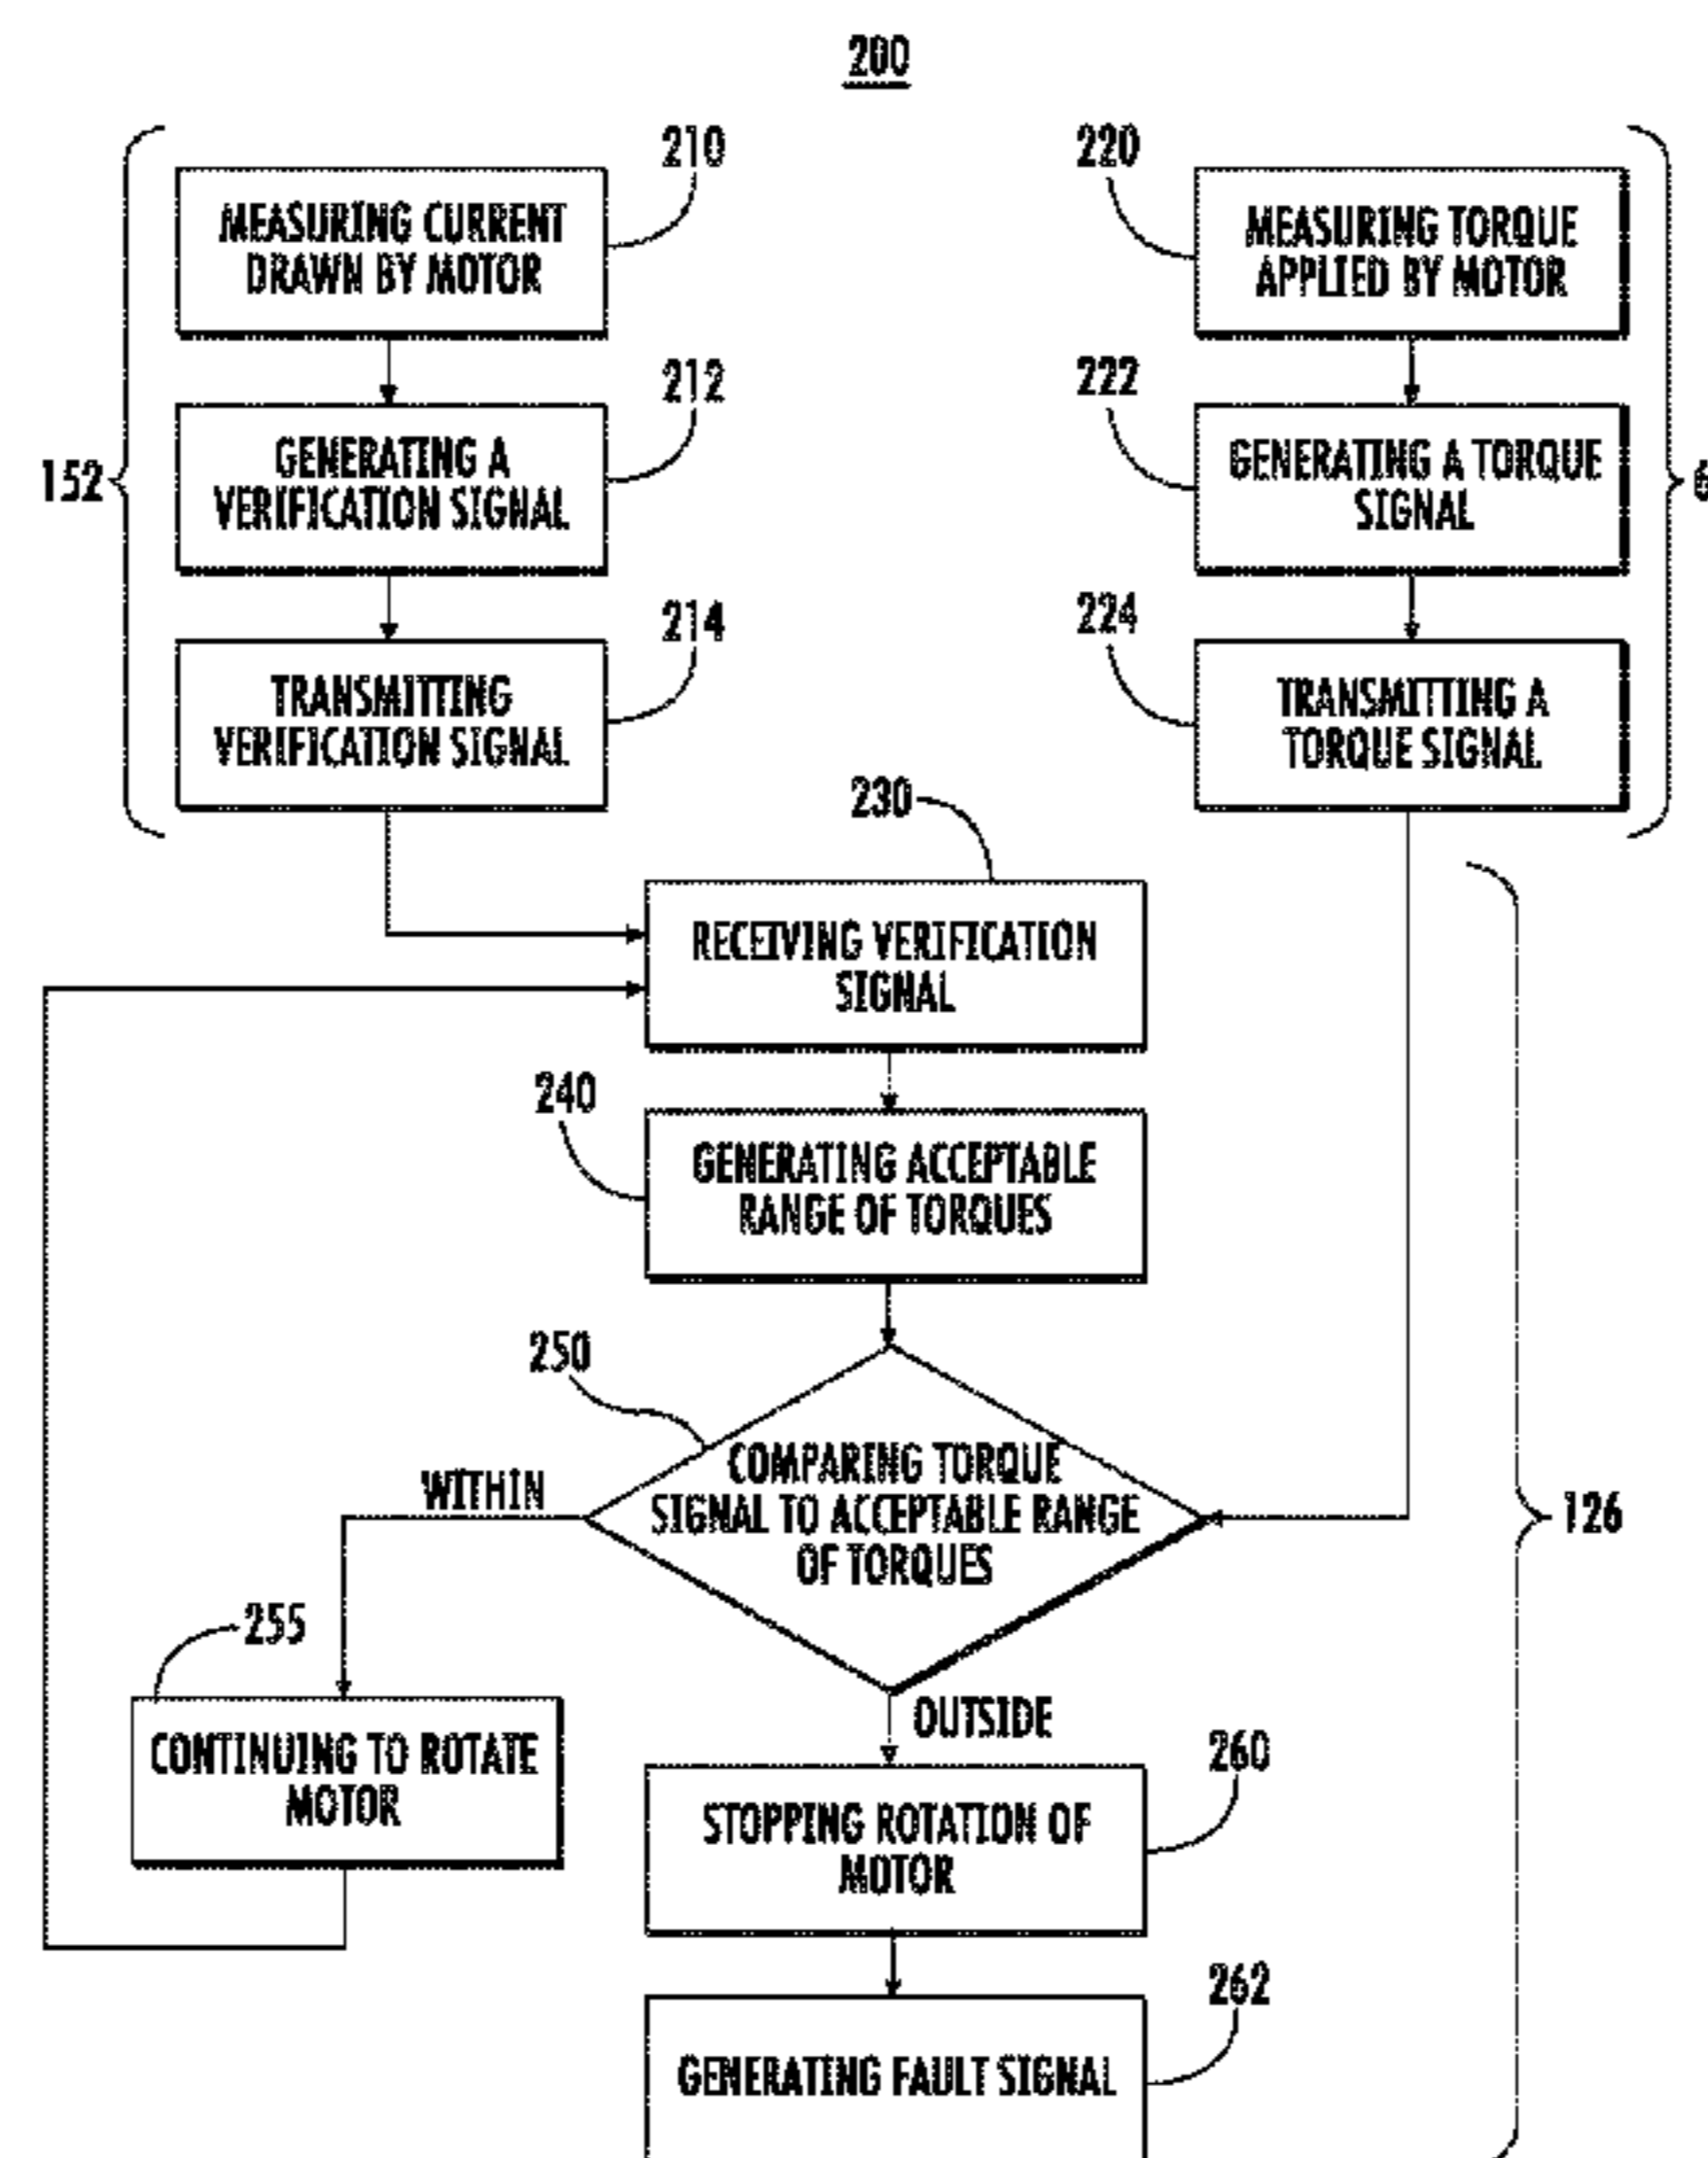 200
210
MEASURING CURRENT
DRAWN BY MOTOR
220
MEASURING TORQUE
APPLIED BY MOTOR
212
GENERATING A
VERIFICATION SIGNAL
222
GENERATING A TORQUE
SIGNAL
152
6
214
TRANSMITTING
VERIFICATION SIGNAL
224
TRANSMITTING A
TORQUE SIGNAL
230
RECEIVING VERIFICATION
SIGNAL
240
GENERATING ACCEPTABLE
RANGE OF TORQUES
250
COMPARING TORQUE
SIGNAL TO ACCEPTABLE RANGE
OF TORQUES
WITHIN
126
255
CONTINUING TO ROTATE
MOTOR
OUTSIDE
260
STOPPING ROTATION OF
MOTOR
262
GENERATING FAULT SIGNAL